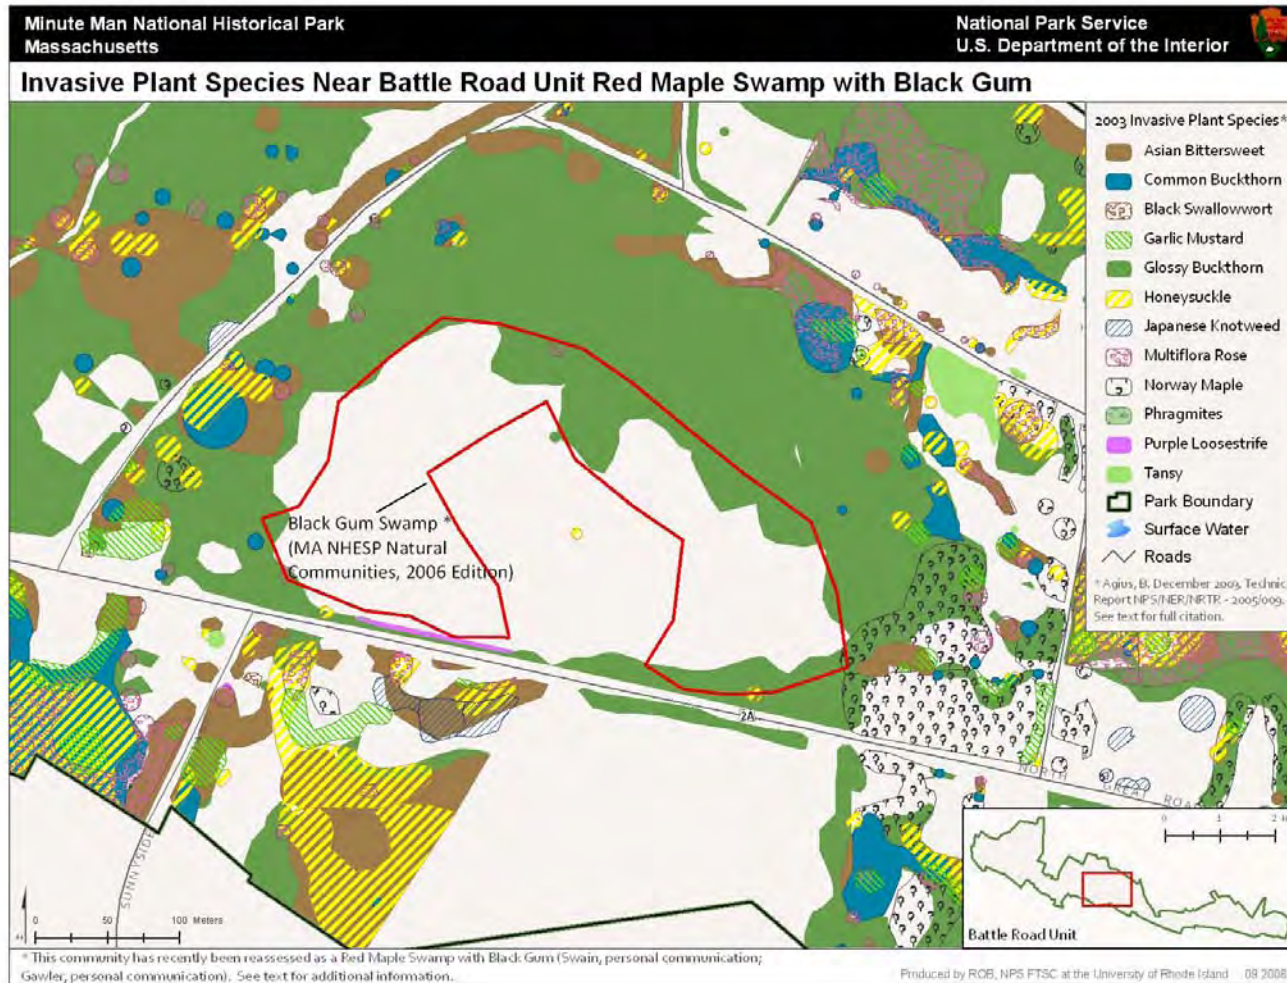 Minute Man National Historical Park
Massachusetts
National Park Service
U.S. Department of the Interior
Invasive Plant Species Near Battle Road Unit Red Maple Swamp with Black Gum
2003 Invasive Plant Species*
Asian Bittersweet
Common Buckthorn
Black Swallowwort
Garlic Mustard
Glossy Buckthorn
Honeysuckle
Japanese Knotweed
Multiflora Rose
Norway Maple
Phragmites
Purple Loosestrife
Tansy
Park Boundary
Surface Water
Roads
* Agius, B. December 2003. Technic
Report NPS/NER/NRTR - 2005/009.
See text for full citation.
Black Gum Swamp *
(MA NHESP Natural
Communities, 2006 Edition)
2A
NORTH GREAT ROA
SUNNYSIDE
0 50 100 Meters
0 1 2
Battle Road Unit
* This community has recently been reassessed as a Red Maple Swamp with Black Gum (Swain, personal communication;
Gawler, personal communication). See text for additional information.
Produced by ROB, NPS FTSC at the University of Rhode Island 09 2008